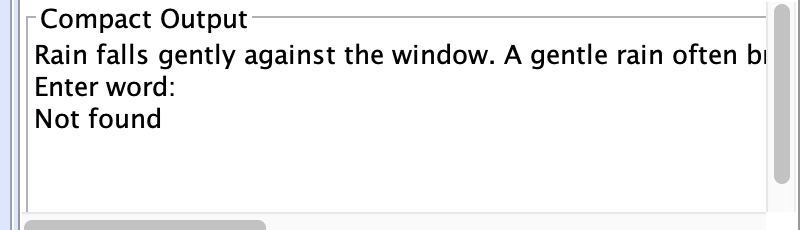 Compact Output
Rain falls gently against the window. A gentle rain often
Enter word:
Not found